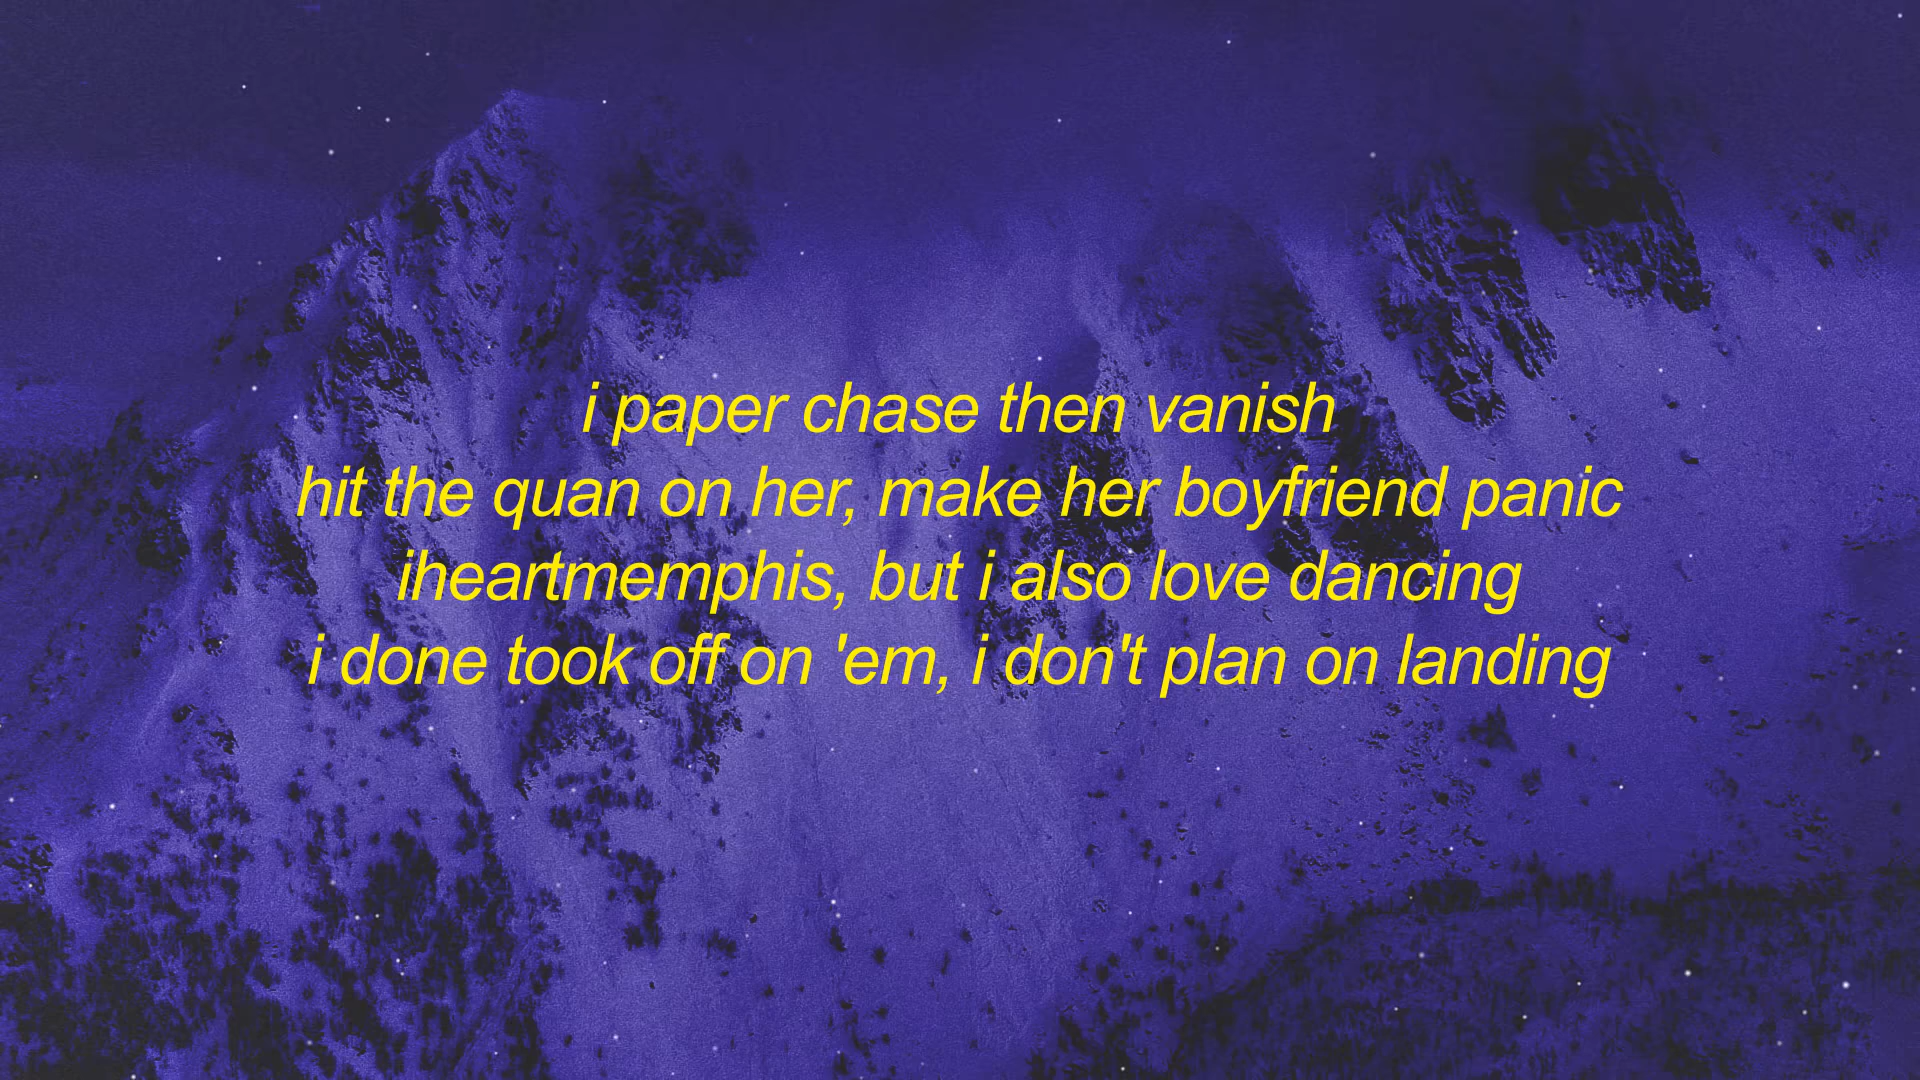 i paper chase then vanish
hit the quan on her, make her boyfriend panic
iheartmemphis, but i also love dancing
i done took off on 'em, i don't plan on landing